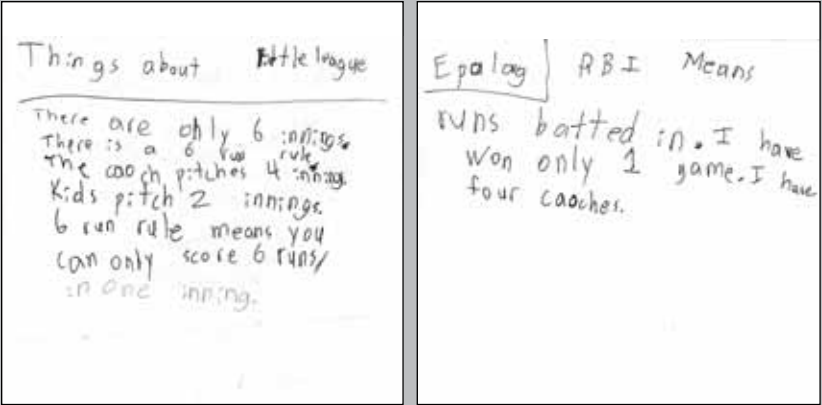 Things about little league
There are only 6 innings.
There is a 6 run rule.
The coach pitches 4 inning.
Kids pitch 2 innings.
6 run rule means you
can only score 6 runs/
in one inning.
Epalog RBI Means
runs batted in. I have
won only 1 game. I have
four caoches.